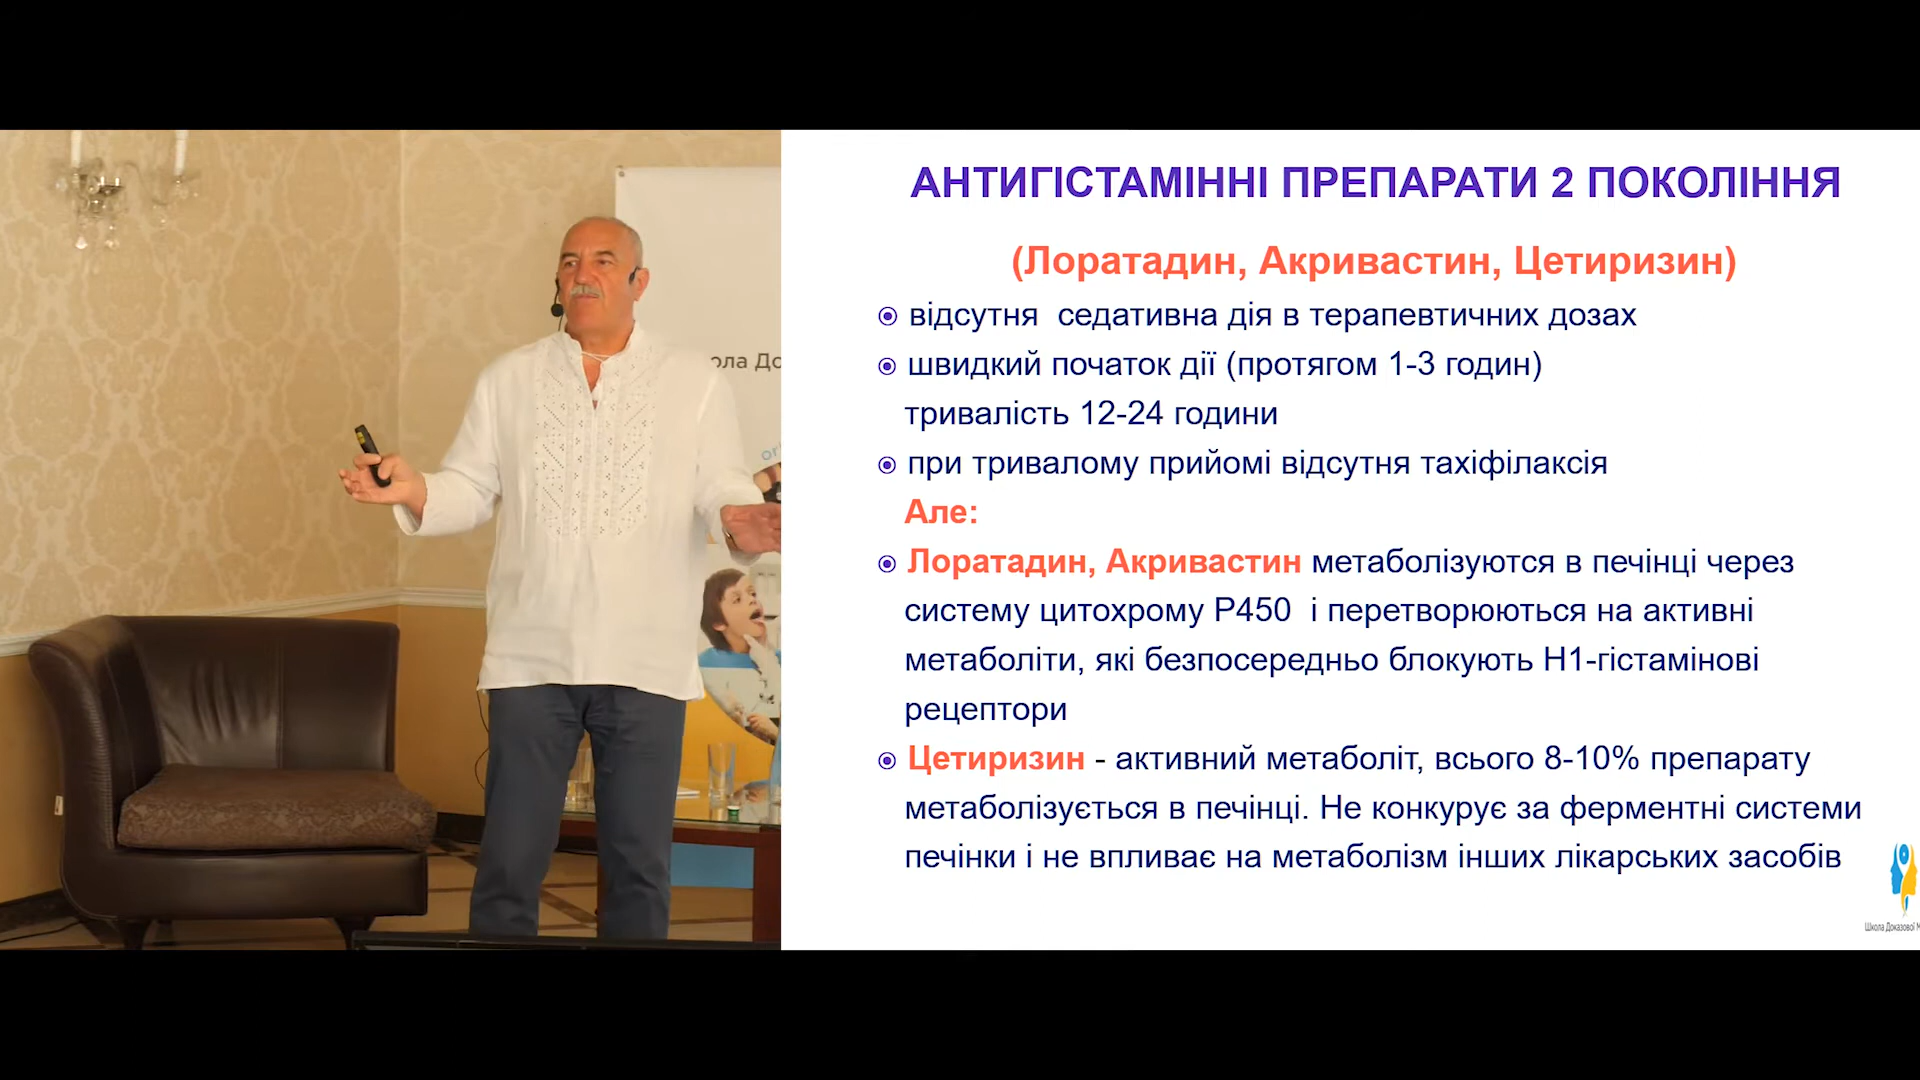 АНТИГІСТАМІННІ ПРЕПАРАТИ 2 ПОКОЛІННЯ
(Лоратадин, Акривастин, Цетиризин)
відсутня седативна дія в терапевтичних дозах
швидкий початок дії (протягом 1-3 годин)
тривалість 12-24 години
при тривалому прийомі відсутня тахіфілаксія
Але:
Лоратадин, Акривастин метаболізуются в печінці через
систему цитохрому Р450 і перетворюються на активні
метаболіти, які безпосередньо блокують Н1-гістамінові
рецептори
Цетиризин - активний метаболіт, всього 8-10% препарату
метаболізується в печінці. Не конкурує за ферментні системи
печінки і не впливає на метаболізм інших лікарських засобів
Школа Доказової